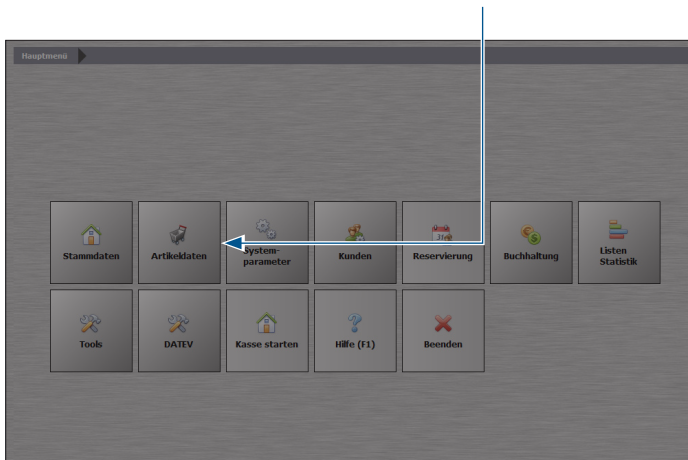 Hauptmenü
Stammdaten
Artikeldaten
System-
parameter
Kunden
Reservierung
Buchhaltung
Listen
Statistik
Tools
DATEV
Kasse starten
Hilfe (F1)
Beenden